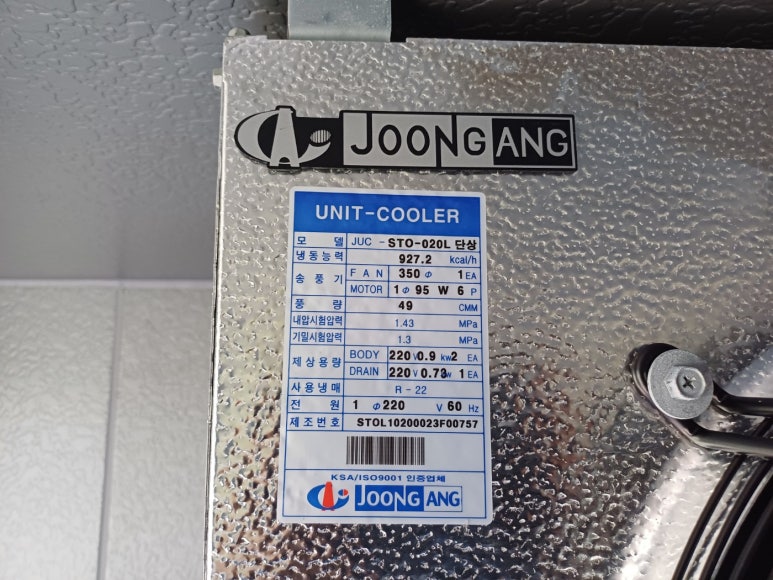 JOONGANG
UNIT-COOLER
모 델 JUC - STO-020L 단상
냉동능력 927.2 kcal/h
송 풍 기 F A N 350 Φ 1 EA
MOTOR 1 Φ 95 W 6 P
풍 량 49 CMM
내압시험압력 1.43 MPa
기밀시험압력 1.3 MPa
제상용량 BODY 220 V 0.9 kw 2 EA
DRAIN 220 V 0.73 w 1 EA
사용냉매 R - 22
전 원 1 Φ 220 V 60 Hz
제조번호 STOL10200023F00757
KSA/ISO9001 인증업체
JOONGANG